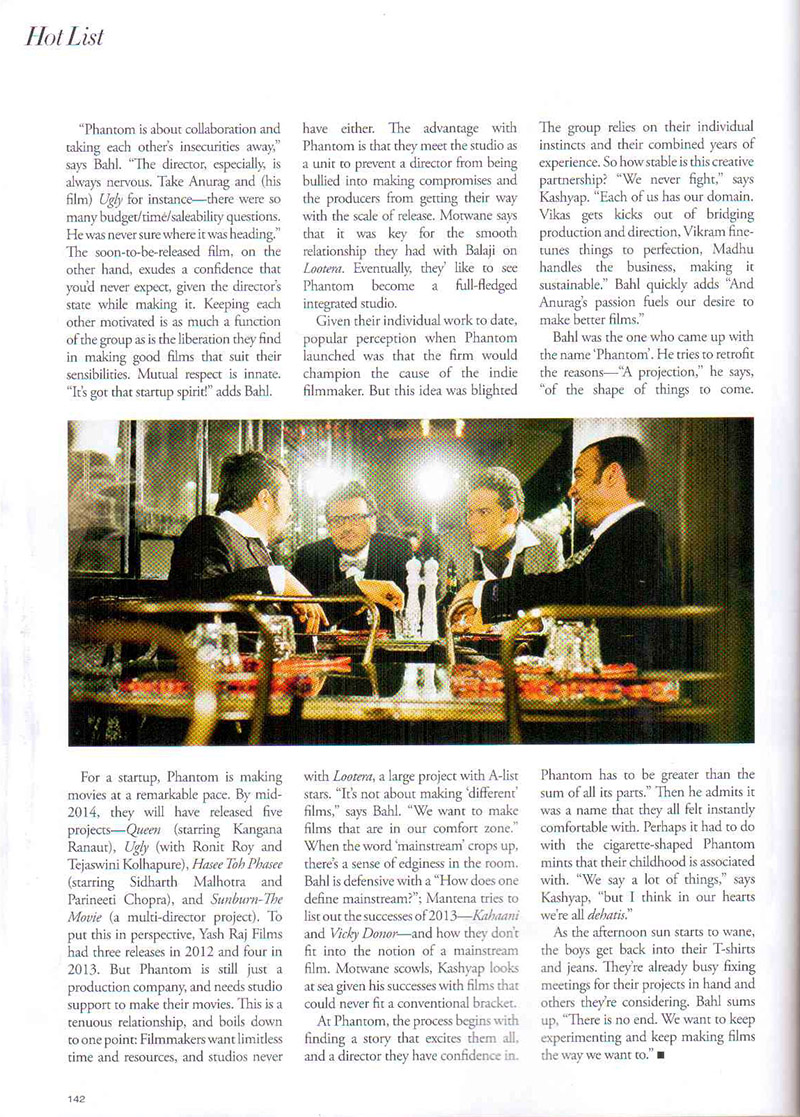 Hot List
“Phantom is about collaboration and
taking each other’s insecurities away,”
says Bahl. “The director, especially, is
always nervous. Take Anurag and (his
film) Ugly for instance—there were so
many budget/time/saleability questions.
He was never sure where it was heading.”
The soon-to-be-released film, on the
other hand, exudes a confidence that
you’d never expect, given the director’s
state while making it. Keeping each
other motivated is as much a function
of the group as is the liberation they find
in making good films that suit their
sensibilities. Mutual respect is innate.
“It’s got that startup spirit!” adds Bahl.
For a startup, Phantom is making
movies at a remarkable pace. By mid-
2014, they will have released five
projects—Queen (starring Kangana
Ranaut), Ugly (with Ronit Roy and
Tejaswini Kolhapure), Hasee Toh Phasee
(starring Sidharth Malhotra and
Parineeti Chopra), and Sunburn-The
Movie (a multi-director project). To
put this in perspective, Yash Raj Films
had three releases in 2012 and four in
2013. But Phantom is still just a
production company, and needs studio
support to make their movies. This is a
tenuous relationship, and boils down
to one point: Filmmakers want limitless
time and resources, and studios never
have either. The advantage with
Phantom is that they meet the studio as
a unit to prevent a director from being
bullied into making compromises and
the producers from getting their way
with the scale of release. Motwane says
that it was key for the smooth
relationship they had with Balaji on
Lootera. Eventually, they’ like to see
Phantom become a full-fledged
integrated studio.
Given their individual work to date,
popular perception when Phantom
launched was that the firm would
champion the cause of the indie
filmmaker. But this idea was blighted
with Lootera, a large project with A-list
stars. “It’s not about making ‘different’
films,” says Bahl. “We want to make
films that are in our comfort zone.”
When the word ‘mainstream’ crops up,
there’s a sense of edginess in the room.
Bahl is defensive with a “How does one
define mainstream?”; Mantena tries to
list out the successes of 2013—Kahaani
and Vicky Donor—and how they don’t
fit into the notion of a mainstream
film. Motwane scowls, Kashyap looks
at sea given his successes with films that
could never fit a conventional bracket.
At Phantom, the process begins with
finding a story that excites them all,
and a director they have confidence in.
The group relies on their individual
instincts and their combined years of
experience. So how stable is this creative
partnership? “We never fight,” says
Kashyap. “Each of us has our domain.
Vikas gets kicks out of bridging
production and direction, Vikram fine-
tunes things to perfection, Madhu
handles the business, making it
sustainable.” Bahl quickly adds “And
Anurag’s passion fuels our desire to
make better films.”
Bahl was the one who came up with
the name ‘Phantom’. He tries to retrofit
the reasons—“A projection,” he says,
“of the shape of things to come.
Phantom has to be greater than the
sum of all its parts.” Then he admits it
was a name that they all felt instantly
comfortable with. Perhaps it had to do
with the cigarette-shaped Phantom
mints that their childhood is associated
with. “We say a lot of things,” says
Kashyap, “but I think in our hearts
we’re all dehatis.”
As the afternoon sun starts to wane,
the boys get back into their T-shirts
and jeans. They’re already busy fixing
meetings for their projects in hand and
others they’re considering. Bahl sums
up, “There is no end. We want to keep
experimenting and keep making films
the way we want to.” ■
142